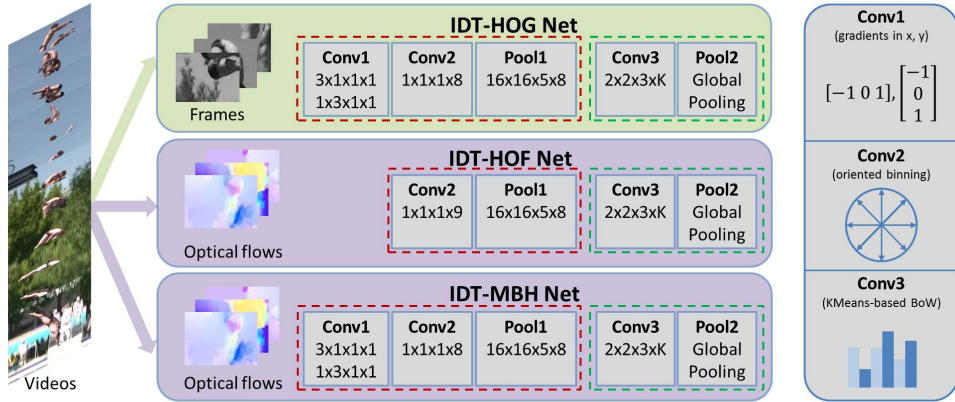 Videos
IDT-HOG Net
Frames
Conv1
3x1x1x1
1x3x1x1
Conv2
1x1x1x8
Pool1
16x16x5x8
Conv3
2x2x3xK
Pool2
Global
Pooling
IDT-HOF Net
Optical flows
Conv2
1x1x1x9
Pool1
16x16x5x8
Conv3
2x2x3xK
Pool2
Global
Pooling
IDT-MBH Net
Optical flows
Conv1
3x1x1x1
1x3x1x1
Conv2
1x1x1x8
Pool1
16x16x5x8
Conv3
2x2x3xK
Pool2
Global
Pooling
Conv1
(gradients in x, y)
[−1 0 1], [−1
0
1]
Conv2
(oriented binning)
Conv3
(KMeans-based BoW)